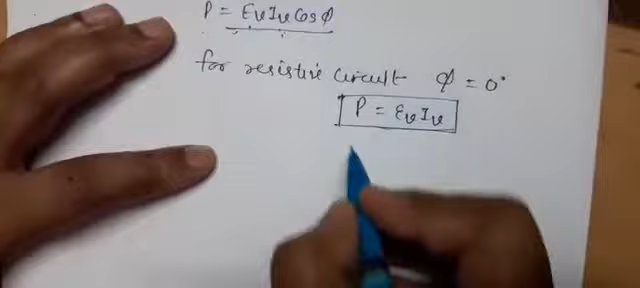 P = EvIv Cos φ
for resistive circuit φ = 0°
P = EvIv